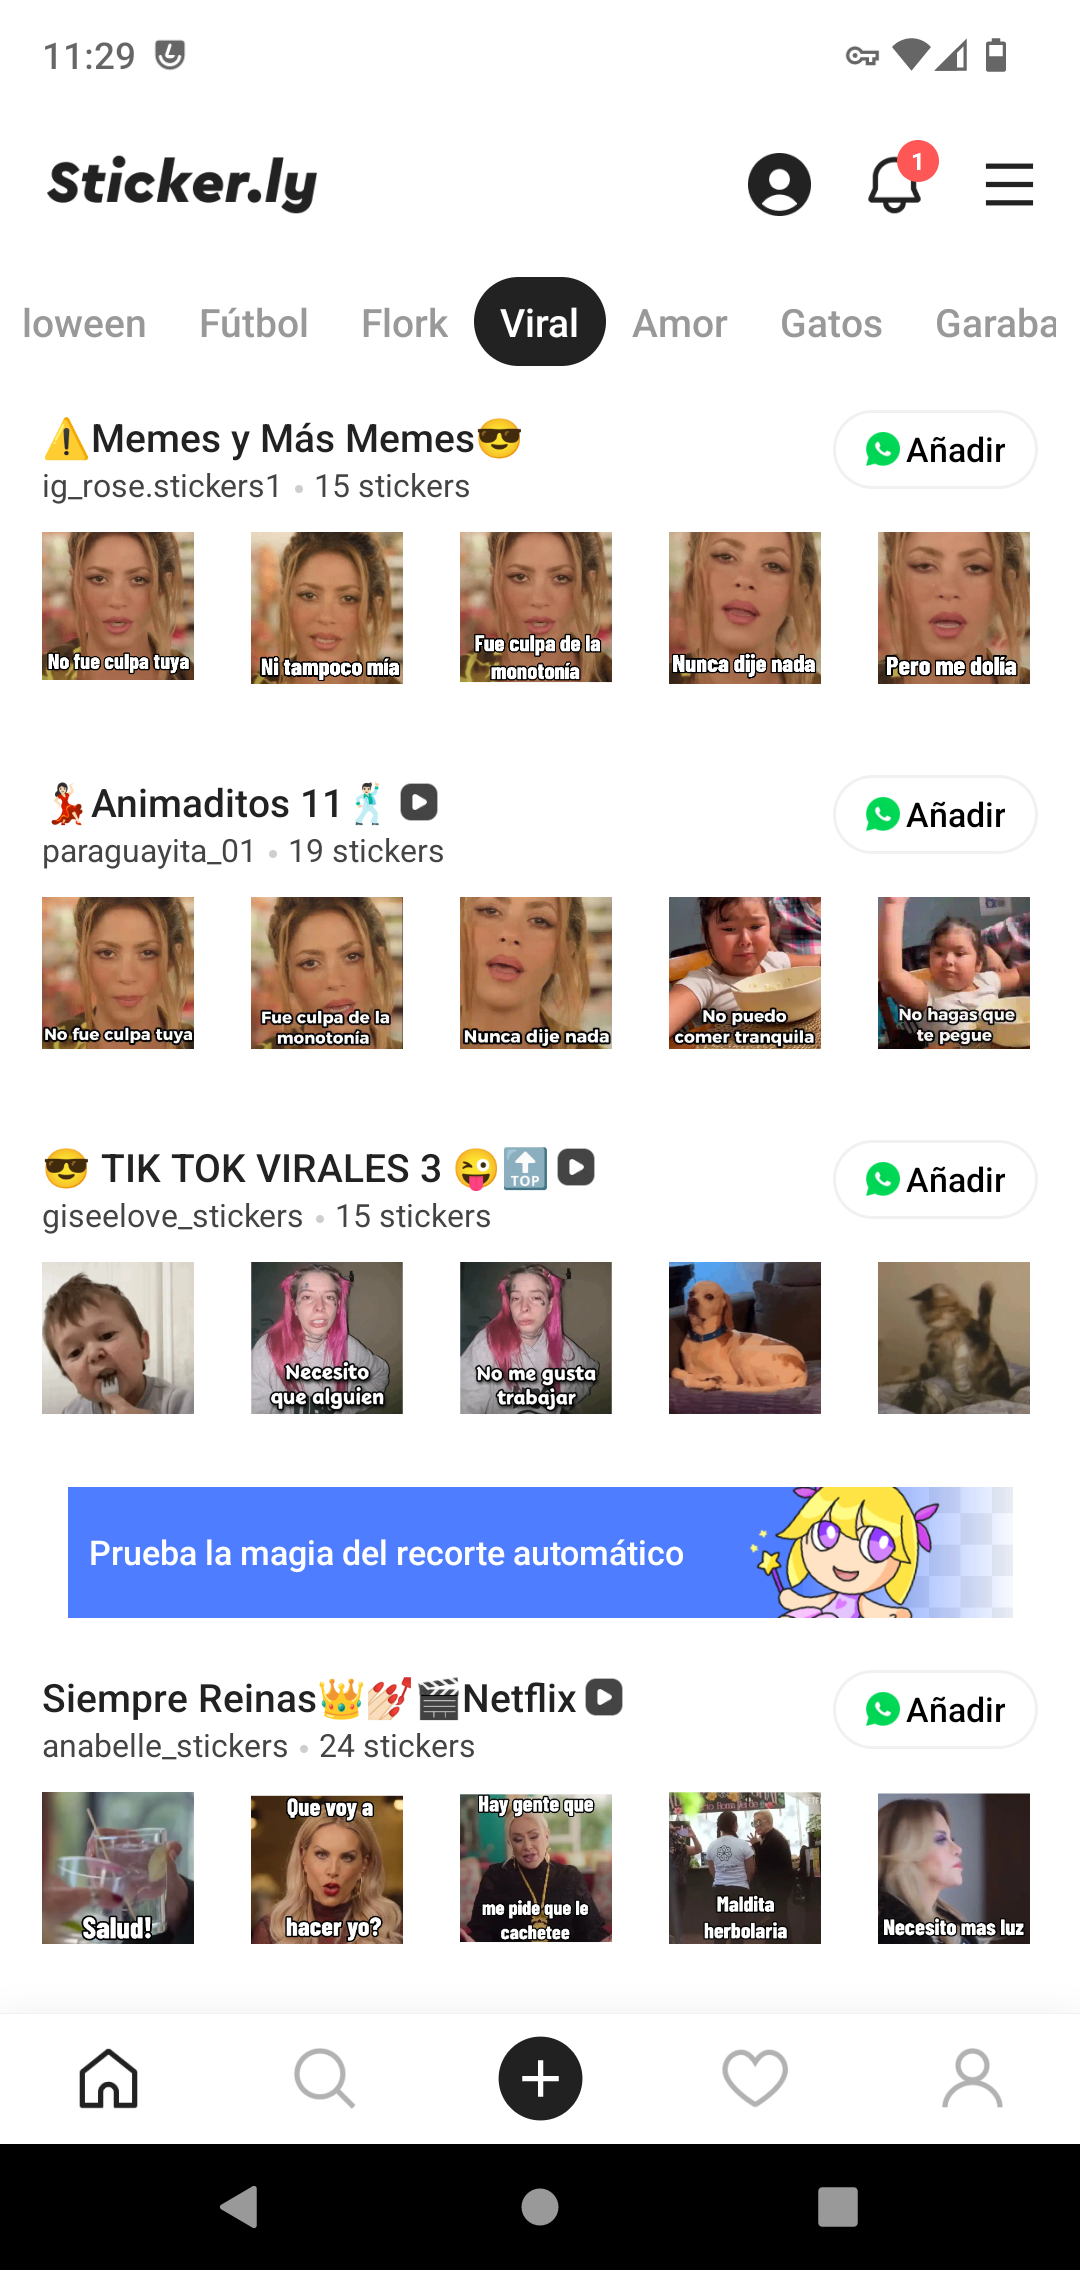 11:29
Sticker.ly
1
loween Fútbol Flork Viral Amor Gatos Garaba
⚠️Memes y Más Memes😎
Añadir
ig_rose.stickers1 • 15 stickers
No fue culpa tuya
Ni tampoco mía
Fue culpa de la
monotonía
Nunca dije nada
Pero me dolía
💃🏻Animaditos 11🕺🏻
Añadir
paraguayita_01 • 19 stickers
No fue culpa tuya
Fue culpa de la
monotonía
Nunca dije nada
No puedo
comer tranquila
No hagas que
te pegue
😎 TIK TOK VIRALES 3 😜🔝
Añadir
giseelove_stickers • 15 stickers
Necesito
que alguien
No me gusta
trabajar
Prueba la magia del recorte automático
Siempre Reinas👑💅🏻🎬Netflix
Añadir
anabelle_stickers • 24 stickers
Salud!
Que voy a
hacer yo?
Hay gente que
me pide que le
cachetee
Maldita
herbolaria
Necesito mas luz